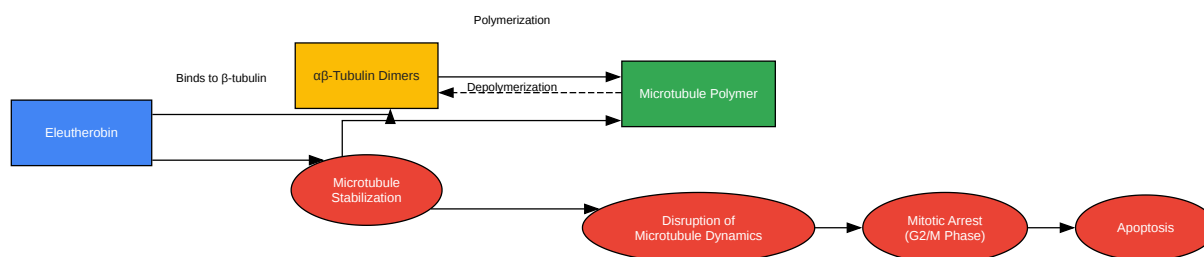 Polymerization
αβ-Tubulin Dimers
Binds to β-tubulin
Depolymerization
Microtubule Polymer
Eleutherobin
Microtubule
Stabilization
Disruption of
Microtubule Dynamics
Mitotic Arrest
(G2/M Phase)
Apoptosis